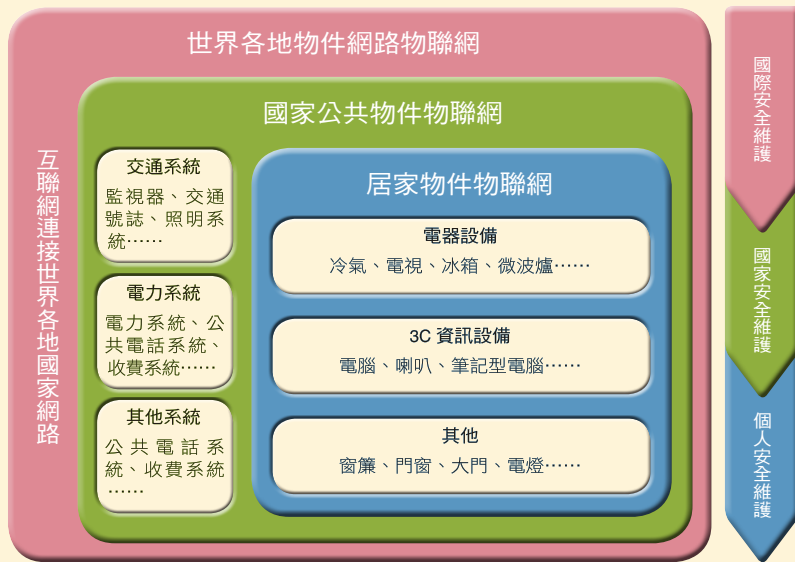 世界各地物件網路物聯網
互聯網連接世界各地國家網路
國家公共物件物聯網
交通系統
監視器、交通
號誌、照明系
統⋯⋯
電力系統
電力系統、公
共電話系統、
收費系統⋯⋯
其他系統
公共電話系
統、收費系統
⋯⋯
居家物件物聯網
電器設備
冷氣、電視、冰箱、微波爐⋯⋯
3C 資訊設備
電腦、喇叭、筆記型電腦⋯⋯
其他
窗簾、門窗、大門、電燈⋯⋯
國際安全維護
國家安全維護
個人安全維護